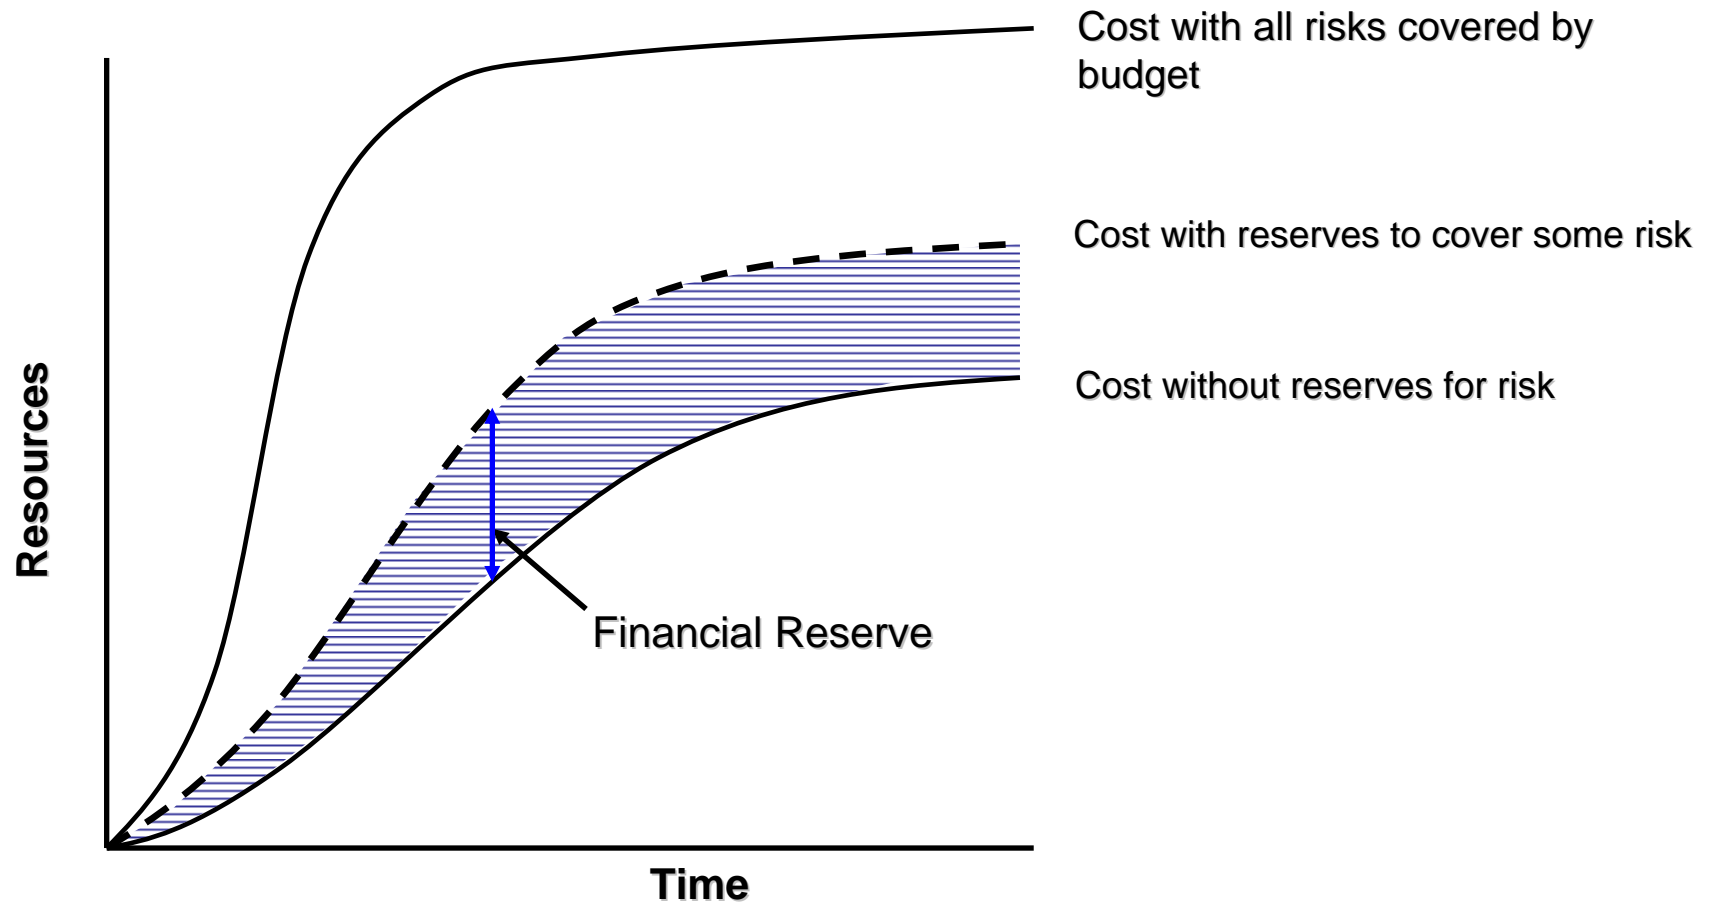 Cost with all risks covered by
budget
Cost with reserves to cover some risk
Cost without reserves for risk
Resources
Financial Reserve
Time